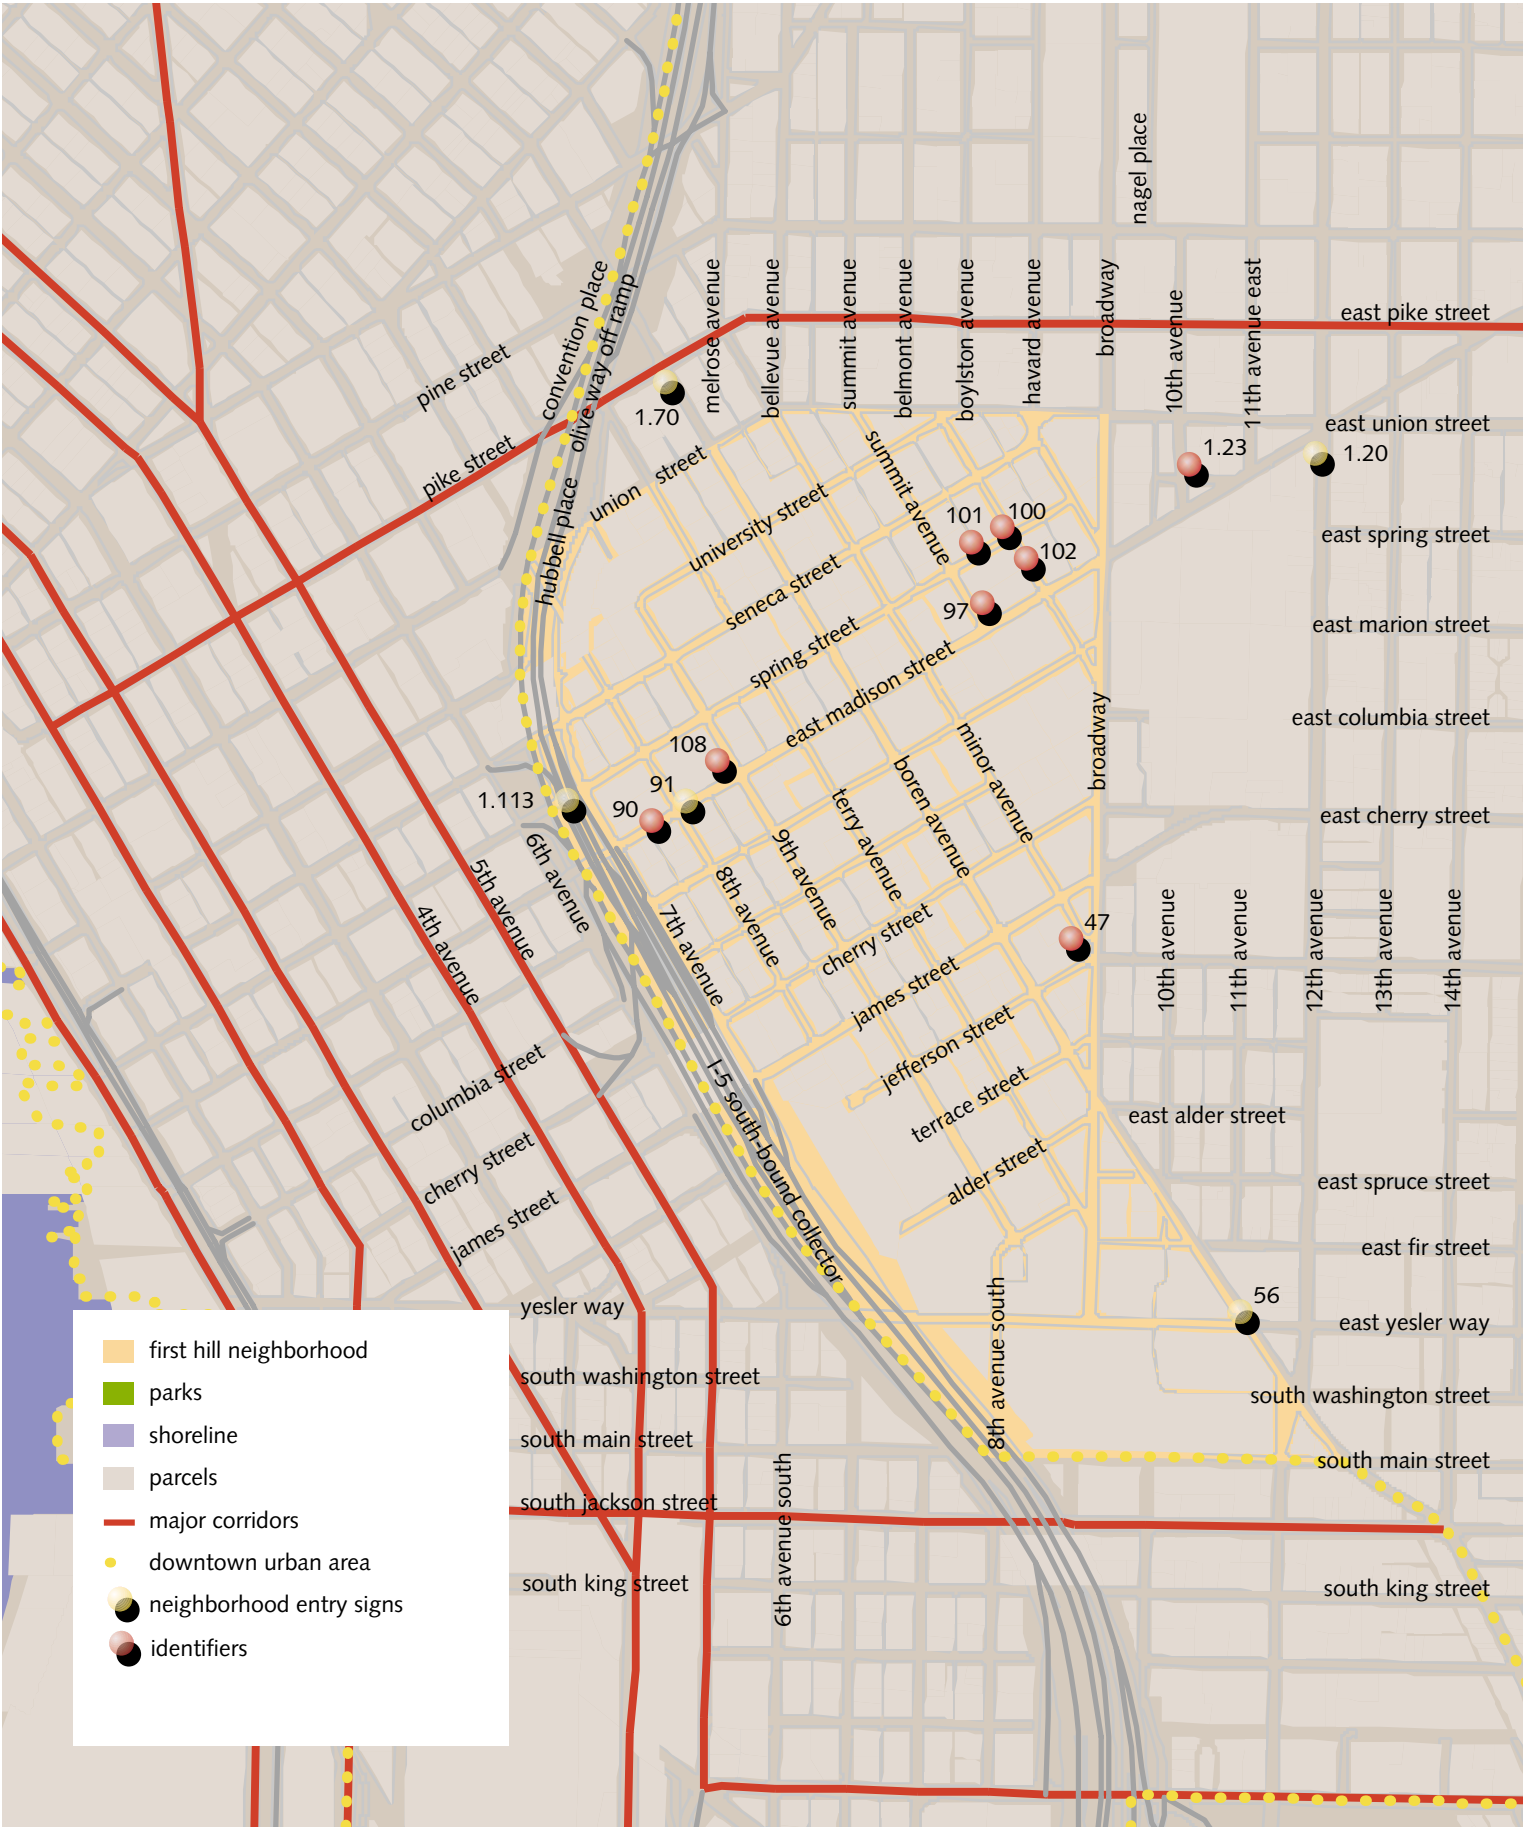 nagel place
convention place
olive way off ramp
melrose avenue
bellevue avenue
summit avenue
belmont avenue
boylston avenue
havard avenue
broadway
10th avenue
11th avenue east
east pike street
pine street
1.70
east union street
1.23
1.20
pike street
union street
summit avenue
hubbell place
university street
101
100
102
east spring street
seneca street
97
east marion street
spring street
east madison street
broadway
east columbia street
108
91
90
1.113
minor avenue
boren avenue
terry avenue
9th avenue
8th avenue
7th avenue
6th avenue
5th avenue
4th avenue
east cherry street
47
cherry street
james street
10th avenue
11th avenue
12th avenue
13th avenue
14th avenue
jefferson street
columbia street
I-5 south-bound collector
terrace street
east alder street
cherry street
alder street
james street
east spruce street
east fir street
8th avenue south
56
yesler way
east yesler way
south washington street
south washington street
south main street
south main street
south jackson street
6th avenue south
south king street
south king street
first hill neighborhood
parks
shoreline
parcels
major corridors
downtown urban area
neighborhood entry signs
identifiers